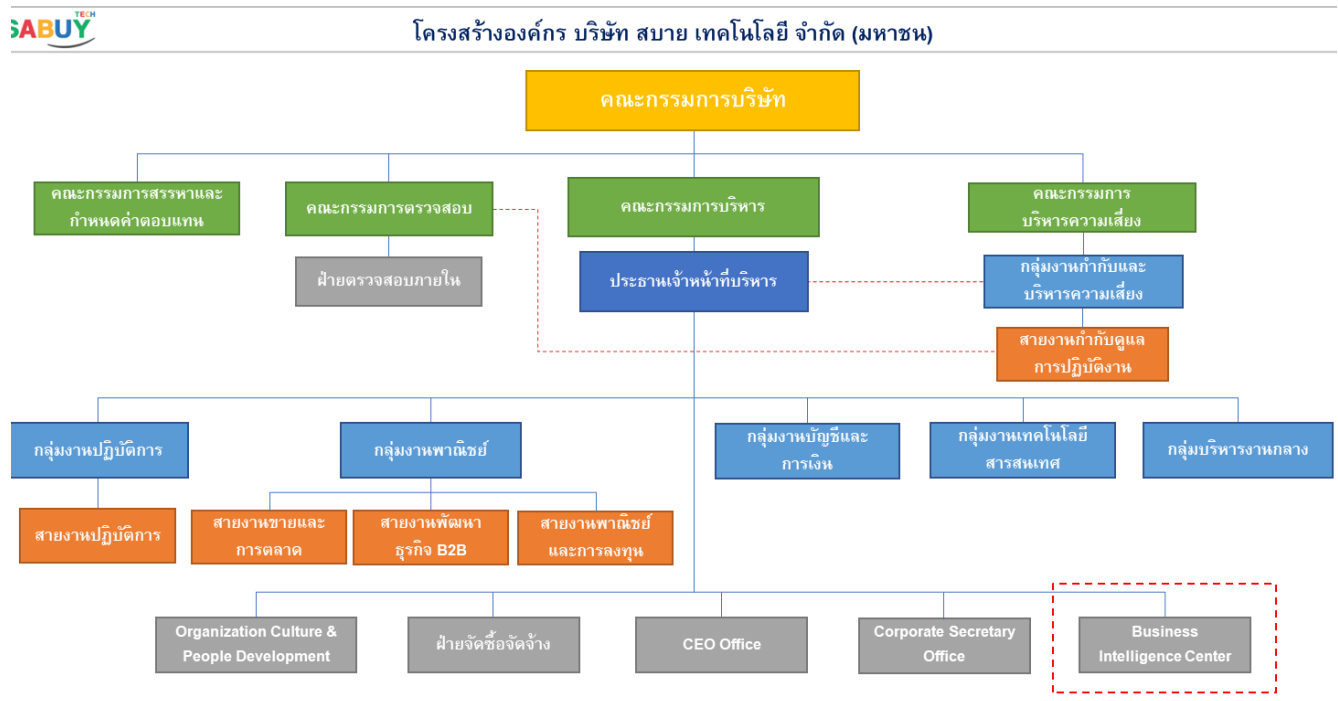 SABUY
TECH
โครงสร้างองค์กร บริษัท สบาย เทคโนโลยี จำกัด (มหาชน)
คณะกรรมการบริษัท
คณะกรรมการสรรหาและ
กำหนดค่าตอบแทน
คณะกรรมการตรวจสอบ
คณะกรรมการบริหาร
คณะกรรมการ
บริหารความเสี่ยง
ฝ่ายตรวจสอบภายใน
ประธานเจ้าหน้าที่บริหาร
กลุ่มงานกำกับและ
บริหารความเสี่ยง
สายงานกำกับดูแล
การปฏิบัติงาน
กลุ่มงานปฏิบัติการ
กลุ่มงานพาณิชย์
กลุ่มงานบัญชีและ
การเงิน
กลุ่มงานเทคโนโลยี
สารสนเทศ
กลุ่มบริหารงานกลาง
สายงานปฏิบัติการ
สายงานขายและ
การตลาด
สายงานพัฒนา
ธุรกิจ B2B
สายงานพาณิชย์
และการลงทุน
Organization Culture &
People Development
ฝ่ายจัดซื้อจัดจ้าง
CEO Office
Corporate Secretary
Office
Business
Intelligence Center